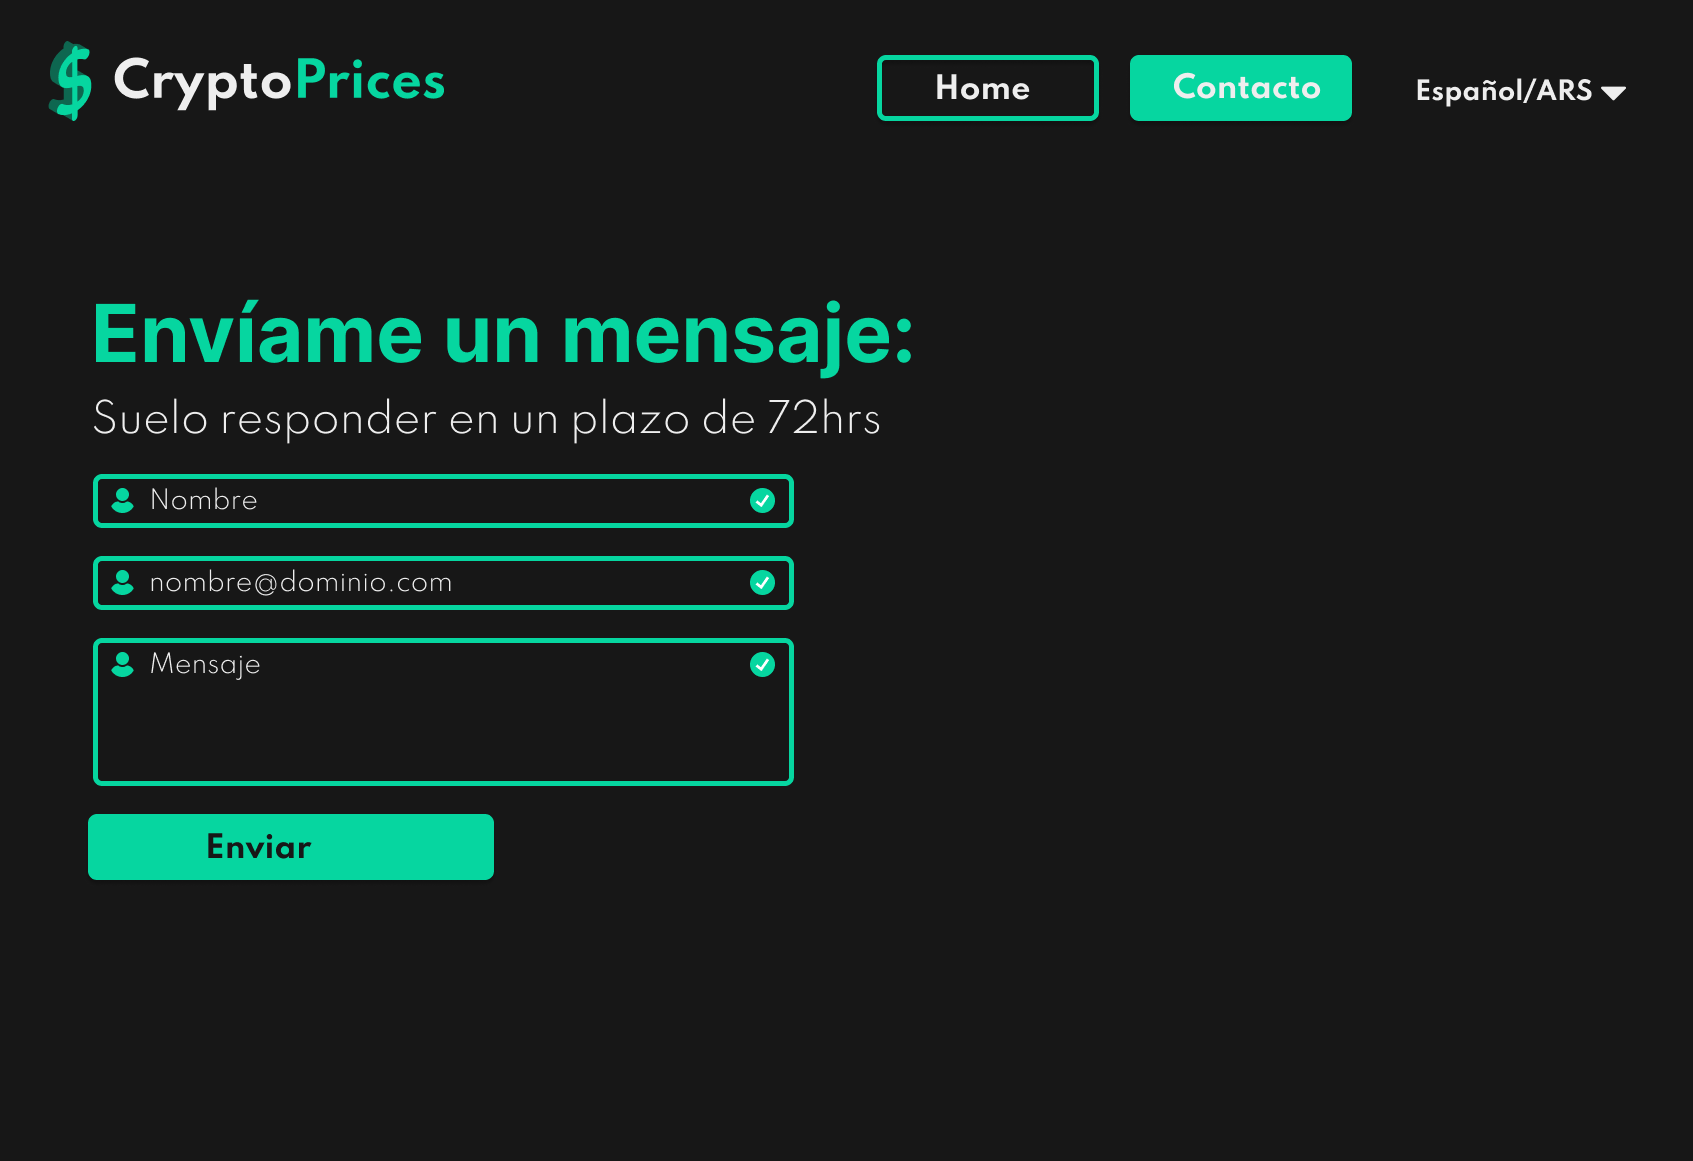 CryptoPrices
Home
Contacto
Español/ARS
Envíame un mensaje:
Suelo responder en un plazo de 72hrs
Nombre
nombre@dominio.com
Mensaje
Enviar